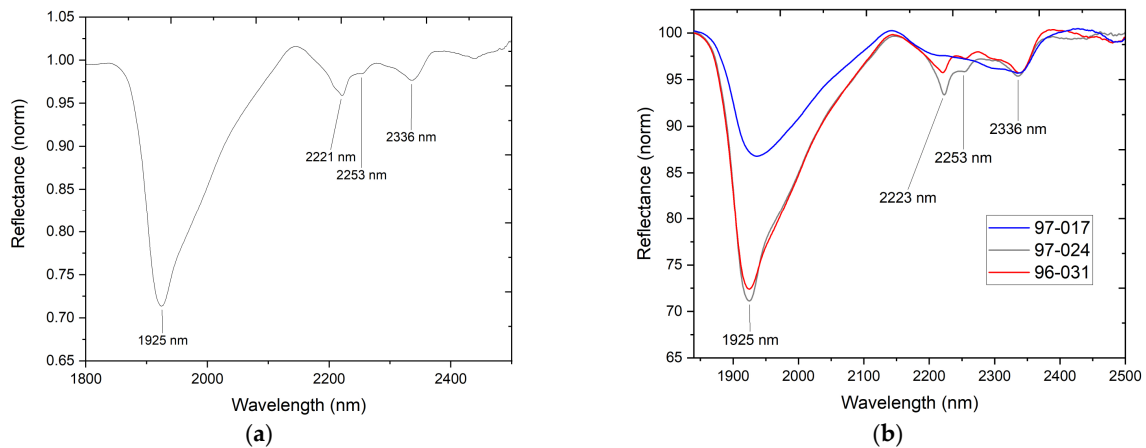 1.05
1.00
0.95
0.90
0.85
0.80
0.75
0.70
0.65
Reflectance (norm)
1800
2000
2200
2400
Wavelength (nm)
1925 nm
2221 nm
2253 nm
2336 nm
(a)
100
95
90
85
80
75
70
65
Reflectance (norm)
1900
2000
2100
2200
2300
2400
2500
Wavelength (nm)
1925 nm
2223 nm
2253 nm
2336 nm
97-017
97-024
96-031
(b)